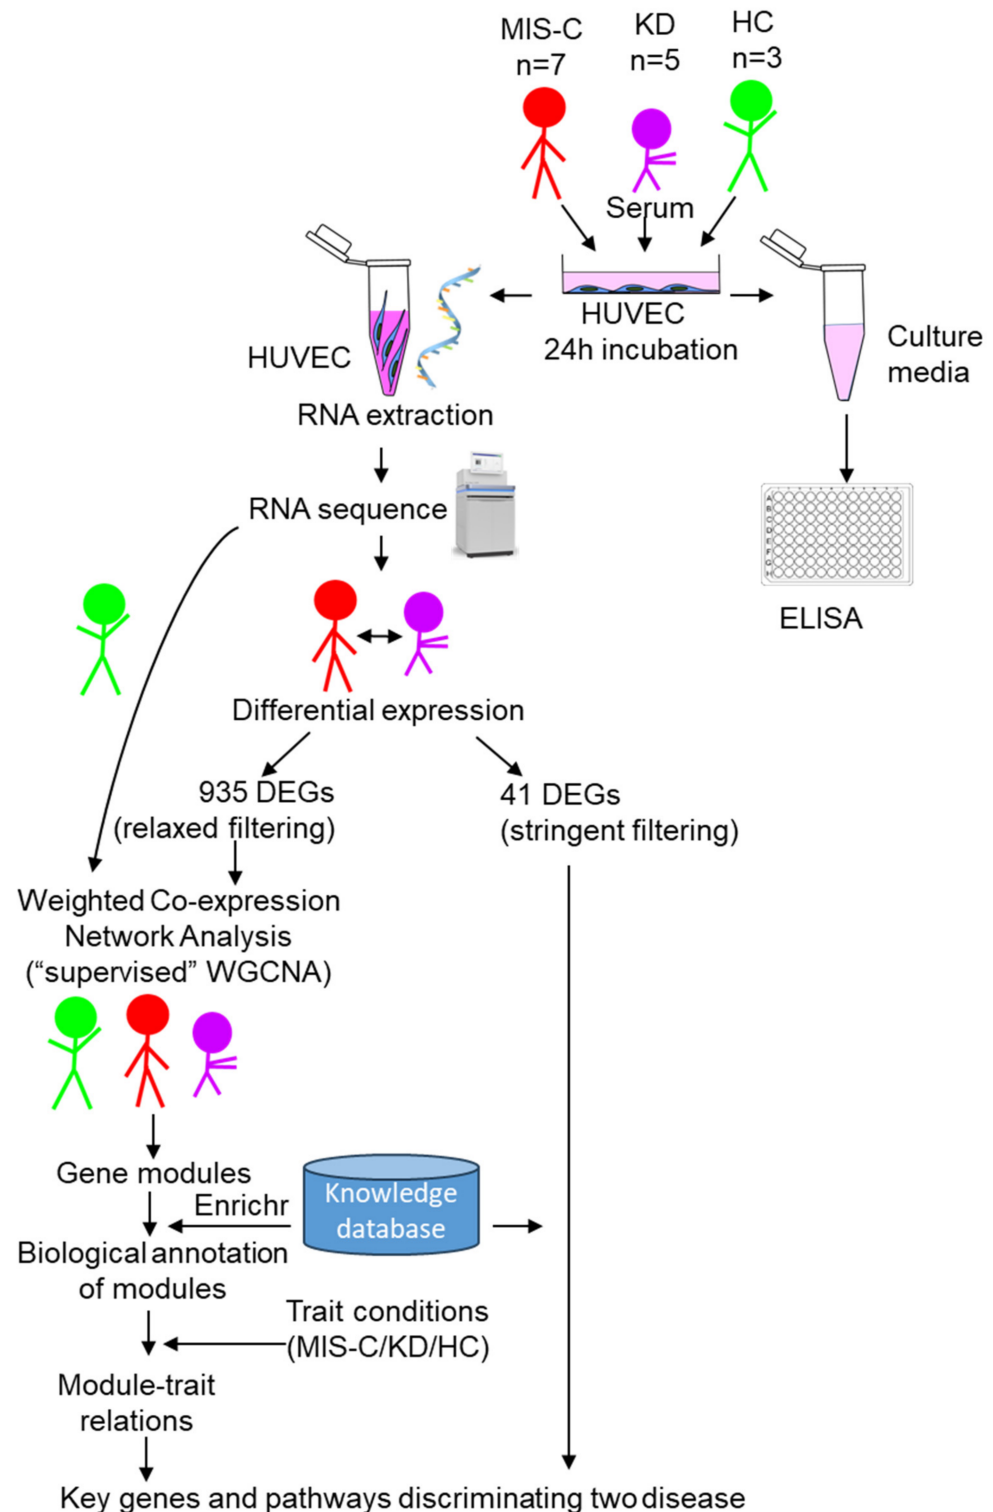 MIS-C
n=7
KD
n=5
HC
n=3
Serum
HUVEC
24h incubation
HUVEC
RNA extraction
Culture
media
RNA sequence
ELISA
Differential expression
935 DEGs
(relaxed filtering)
41 DEGs
(stringent filtering)
Weighted Co-expression
Network Analysis
(“supervised” WGCNA)
Gene modules
Enrichr
Knowledge
database
Biological annotation
of modules
Trait conditions
(MIS-C/KD/HC)
Module-trait
relations
Key genes and pathways discriminating two disease